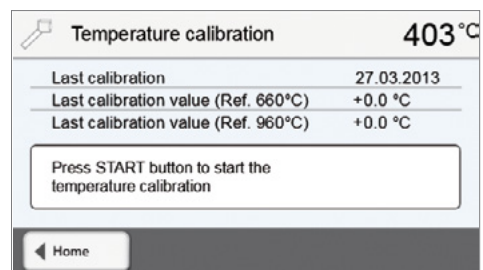 Temperature calibration 403°C
Last calibration 27.03.2013
Last calibration value (Ref. 660°C) +0.0 °C
Last calibration value (Ref. 960°C) +0.0 °C
Press START button to start the
temperature calibration
Home